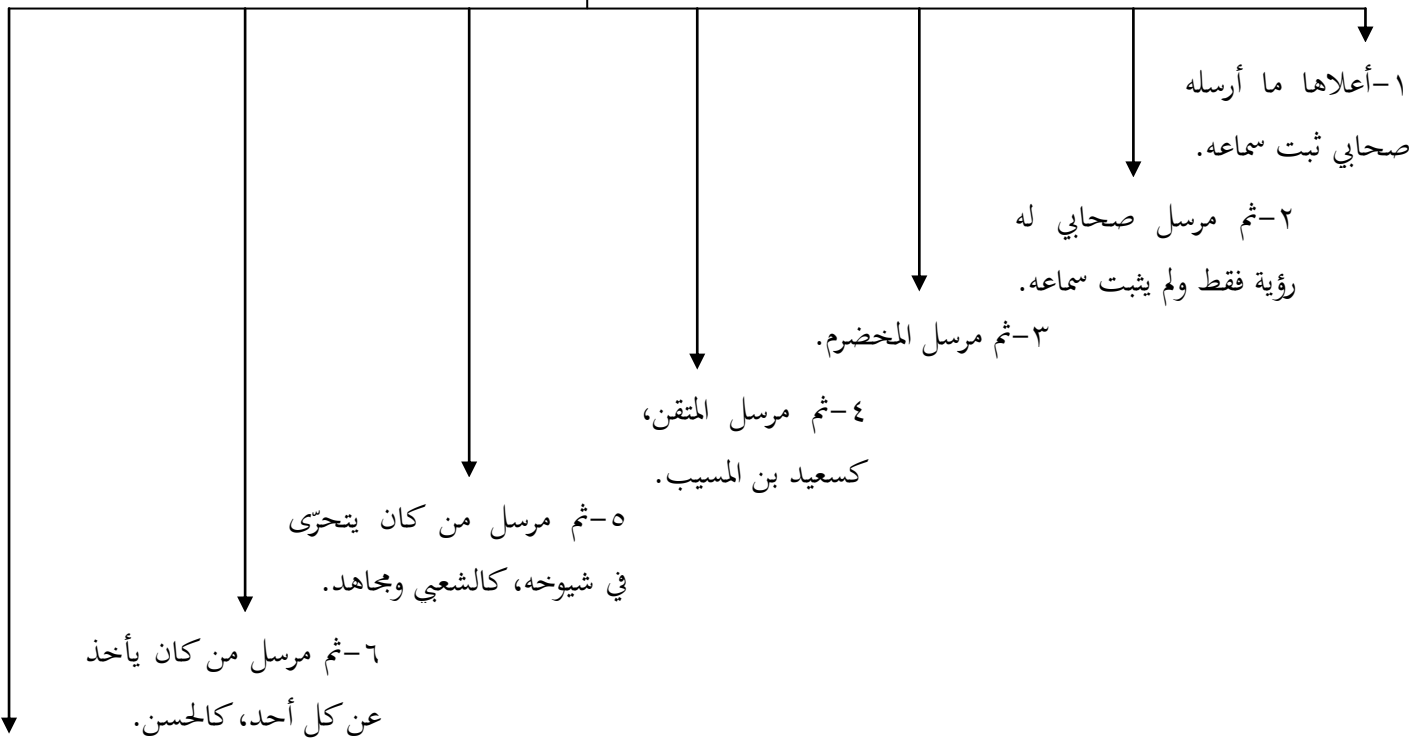 ١-أعلاها ما أرسله
صحابي ثبت سماعه.
٢-ثم مرسل صحابي له
رؤية فقط ولم يثبت سماعه.
٣-ثم مرسل المخضرم.
٤-ثم مرسل المتقن،
كسعيد بن المسيب.
٥-ثم مرسل من كان يتحرّى
في شيوخه، كالشعبي ومجاهد.
٦-ثم مرسل من كان يأخذ
عن كل أحد، كالحسن.